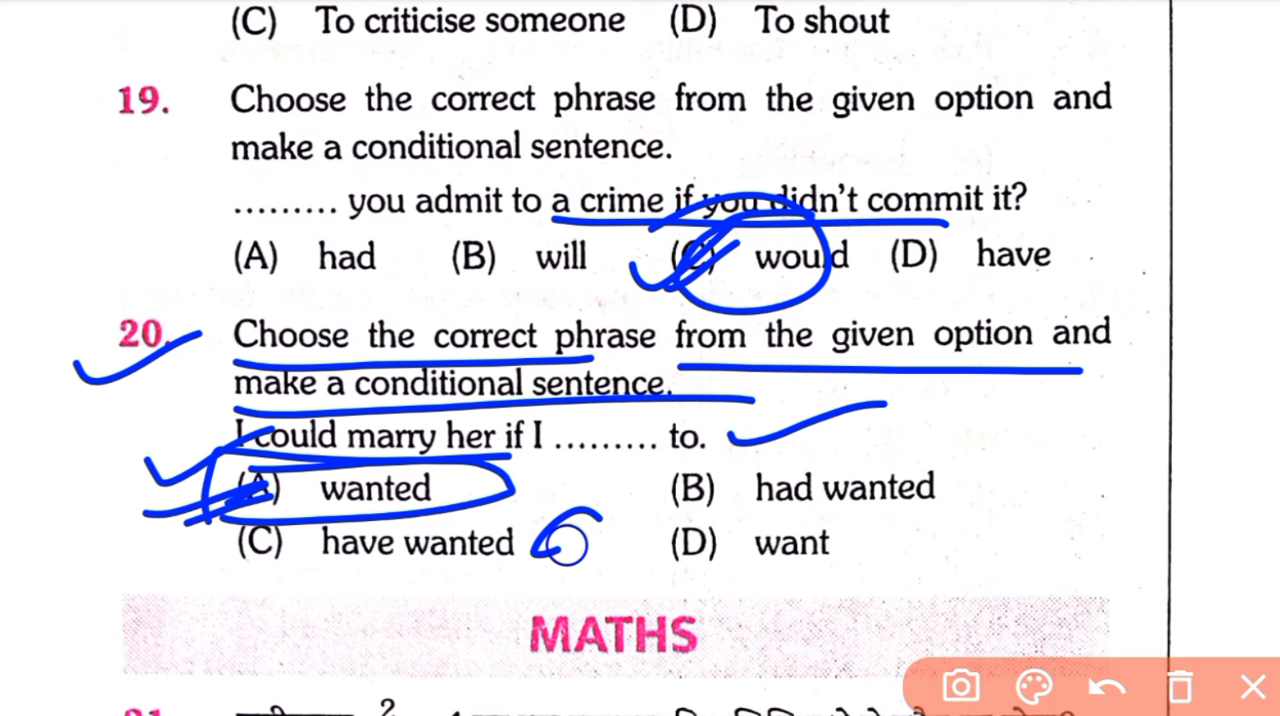 (C) To criticise someone (D) To shout
19. Choose the correct phrase from the given option and
make a conditional sentence.
......... you admit to a crime if you didn't commit it?
(A) had (B) will (C) would (D) have
20. Choose the correct phrase from the given option and
make a conditional sentence.
I could marry her if I ......... to.
(A) wanted (B) had wanted
(C) have wanted (D) want
MATHS